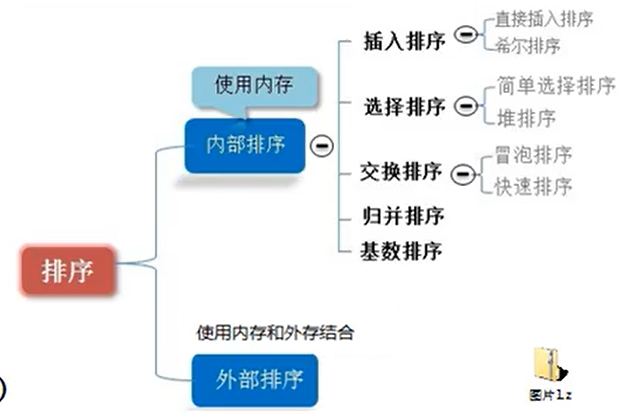 排序
使用内存
内部排序
插入排序
直接插入排序
希尔排序
选择排序
简单选择排序
堆排序
交换排序
冒泡排序
快速排序
归并排序
基数排序
使用内存和外存结合
外部排序
图片lz